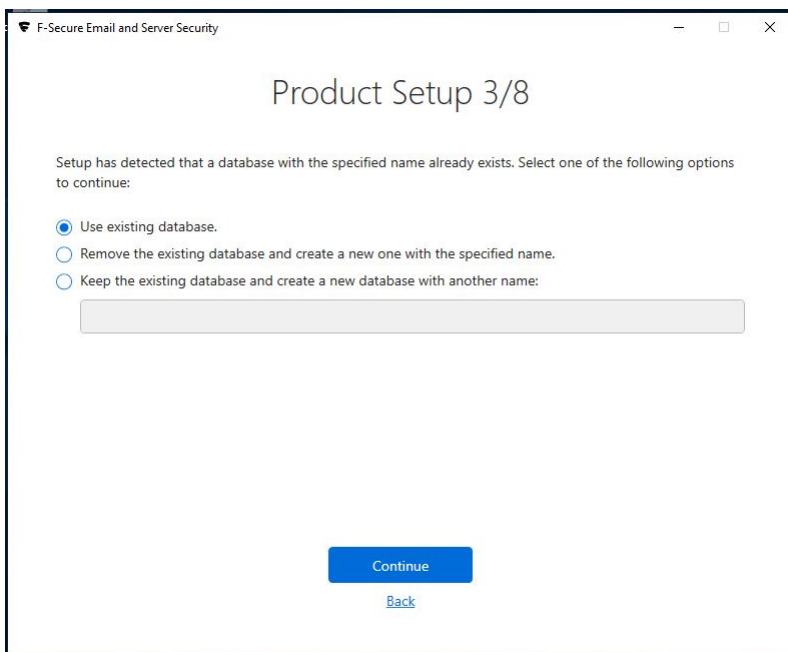 F-Secure Email and Server Security
Product Setup 3/8
Setup has detected that a database with the specified name already exists. Select one of the following options
to continue:
Use existing database.
Remove the existing database and create a new one with the specified name.
Keep the existing database and create a new database with another name:
Continue
Back